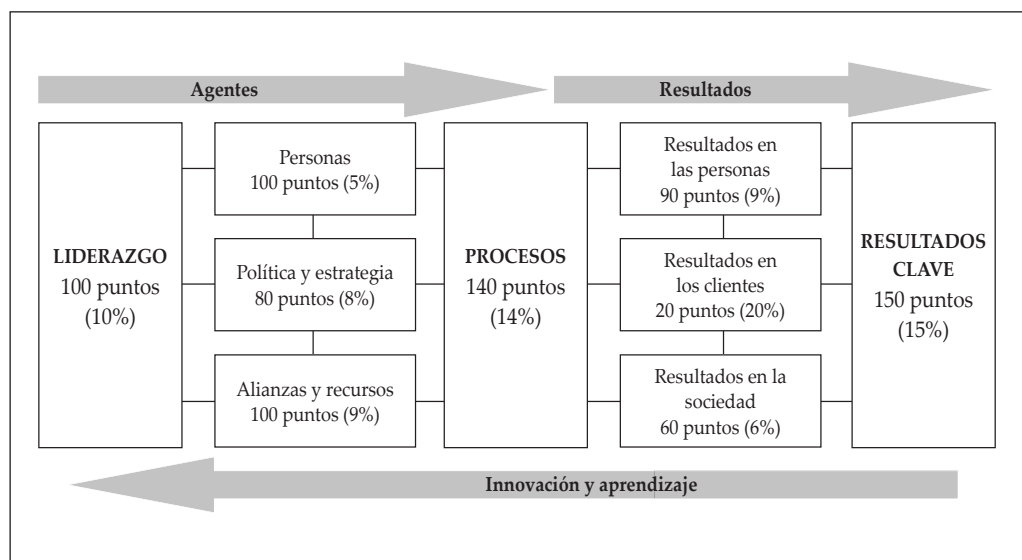 Agentes
Resultados
LIDERAZGO
100 puntos
(10%)
Personas
100 puntos (5%)
Política y estrategia
80 puntos (8%)
Alianzas y recursos
100 puntos (9%)
PROCESOS
140 puntos
(14%)
Resultados en
las personas
90 puntos (9%)
Resultados en
los clientes
20 puntos (20%)
Resultados en la
sociedad
60 puntos (6%)
RESULTADOS
CLAVE
150 puntos
(15%)
Innovación y aprendizaje